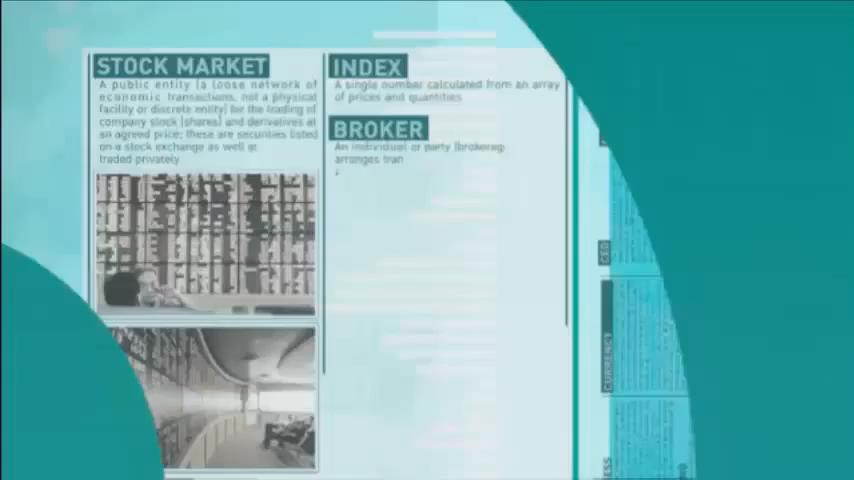 STOCK MARKET
A public entity (a loose network of
economic transactions, not a physical
facility or discrete entity) for the trading of
company stock (shares) and derivatives at
an agreed price; these are securities listed
on a stock exchange as well at
traded privately
INDEX
A single number calculated from an array
of prices and quantities
BROKER
An individual or party (brokerag
arranges tran
CEO
CURRENCY
ESS